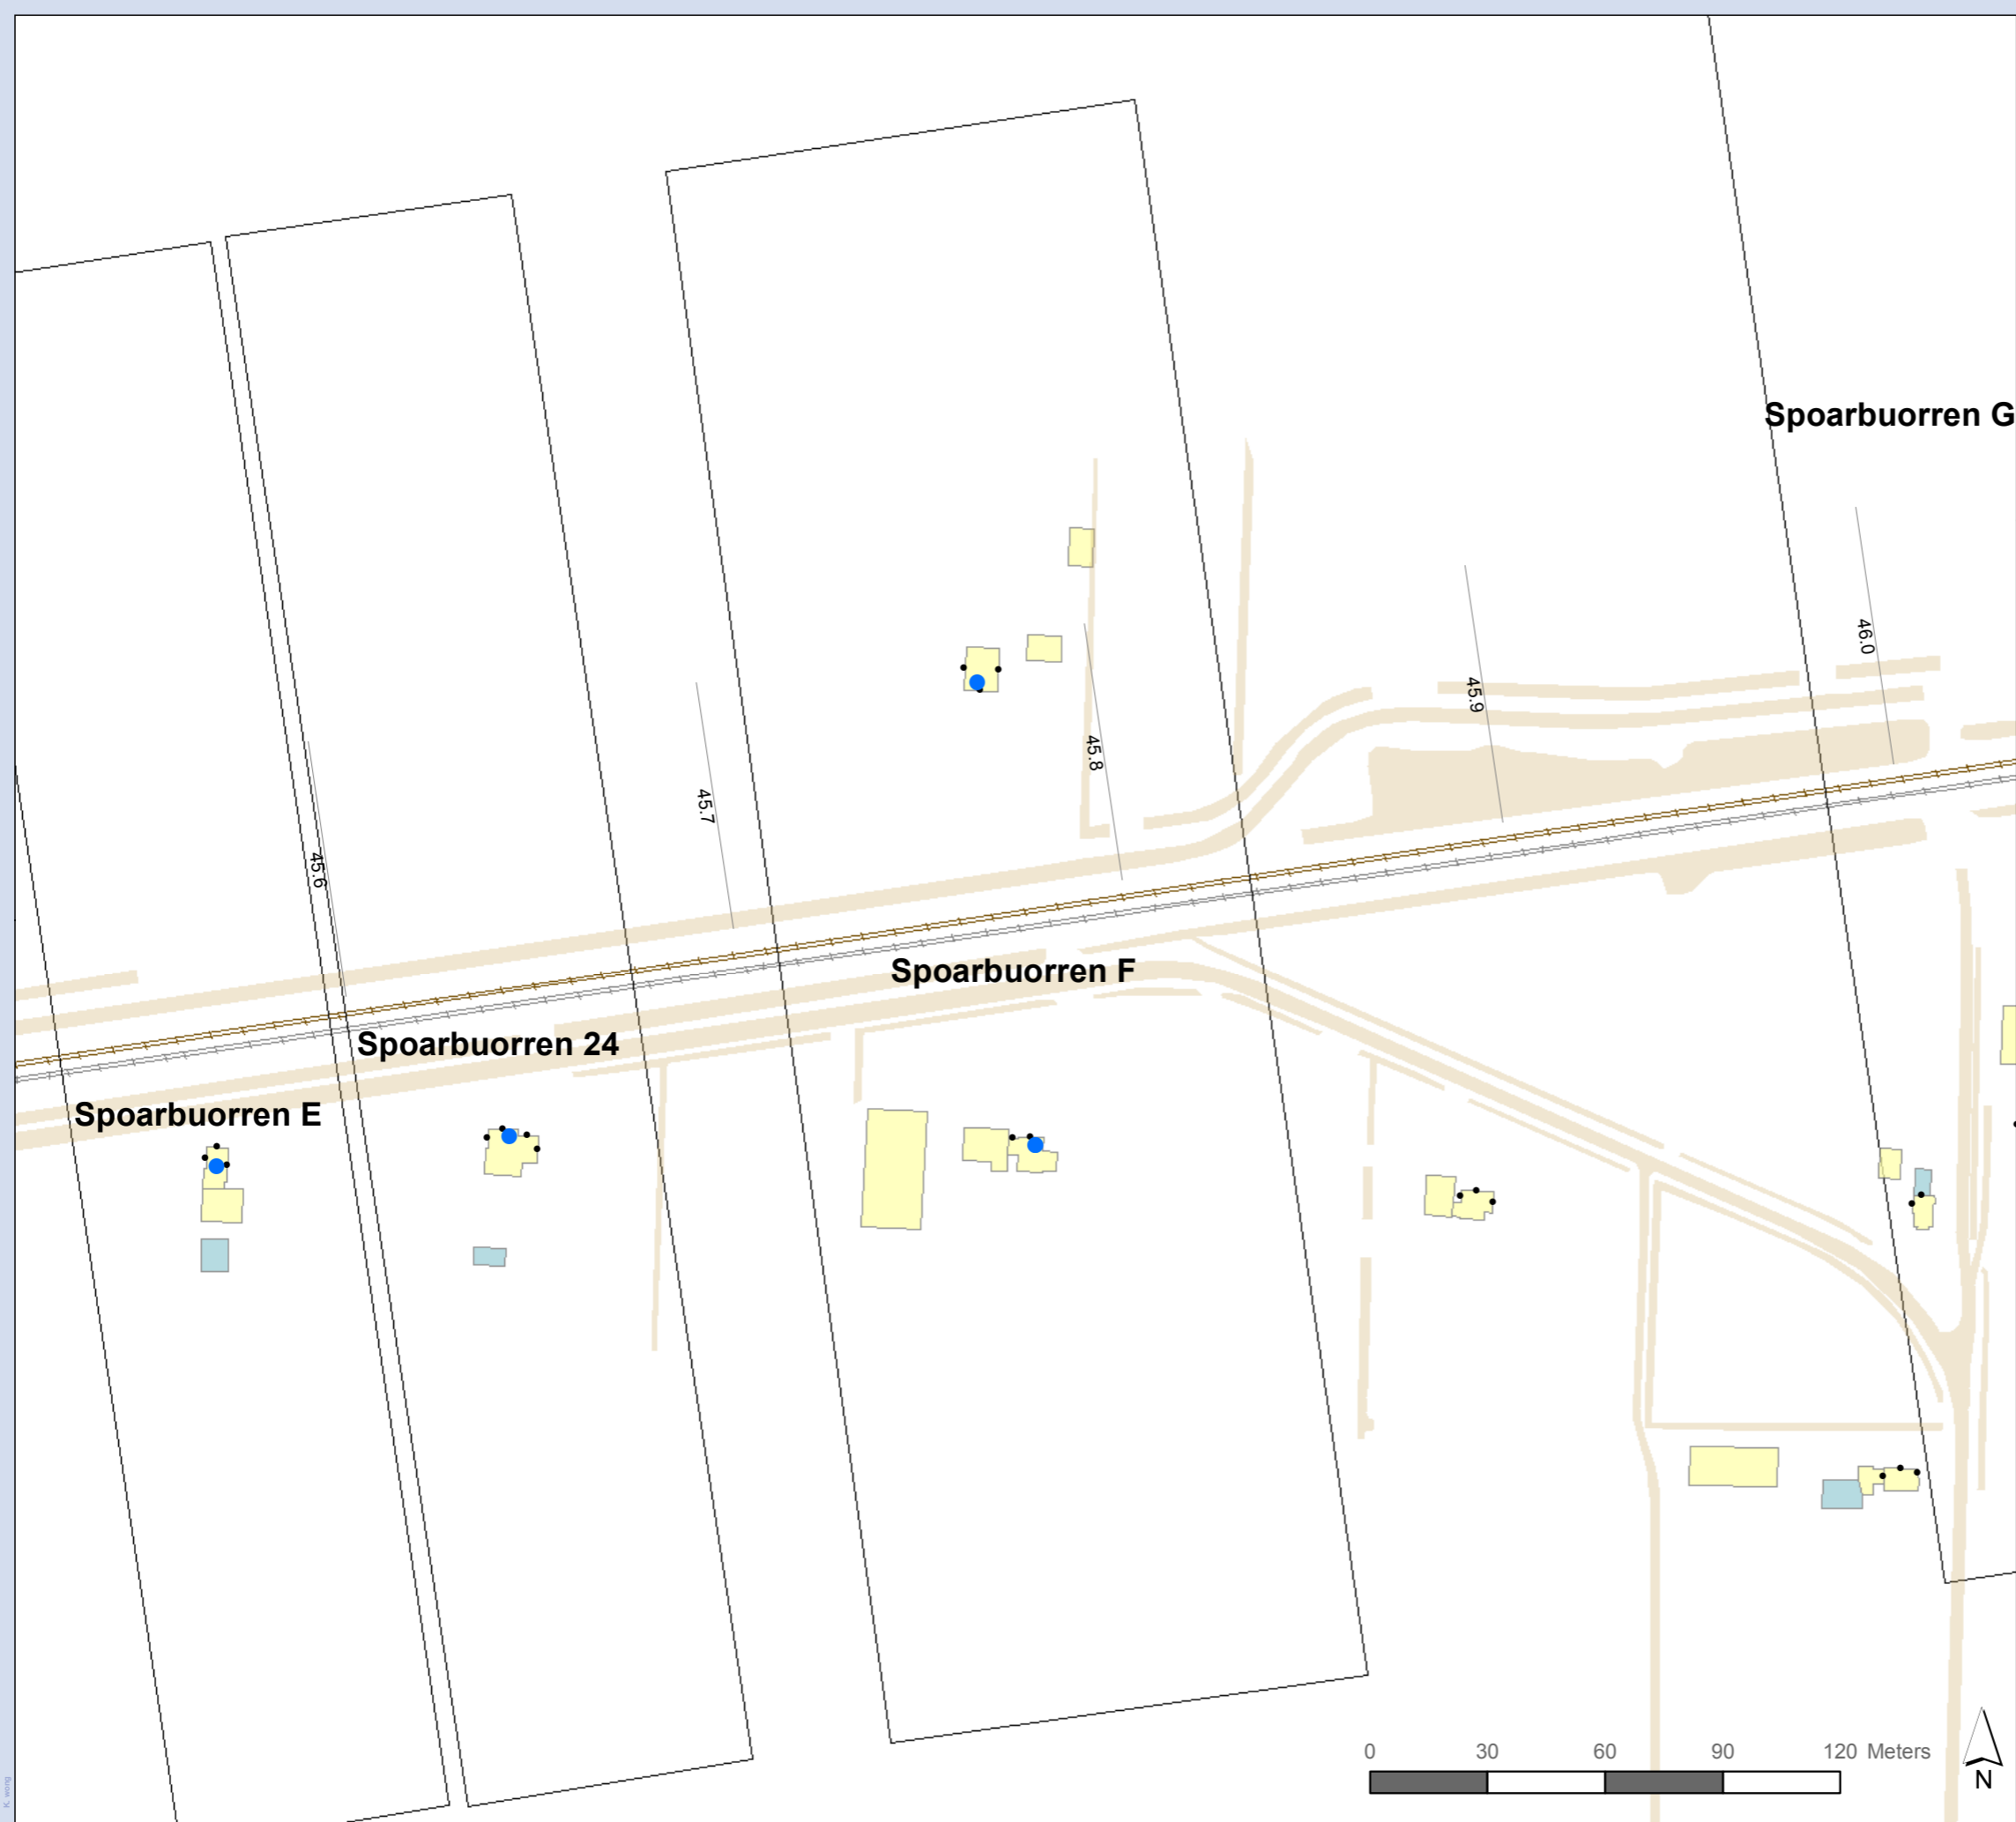 Spoarbuorren G
46.0
45.9
45.8
45.7
45.6
Spoarbuorren F
Spoarbuorren 24
Spoarbuorren E
0 30 60 90 120 Meters
N
K. wong